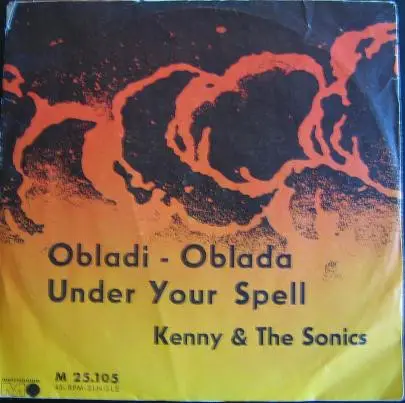 Obladi - Oblada
Under Your Spell
Kenny & The Sonics
M 25.105
45-RPM-SINGLE